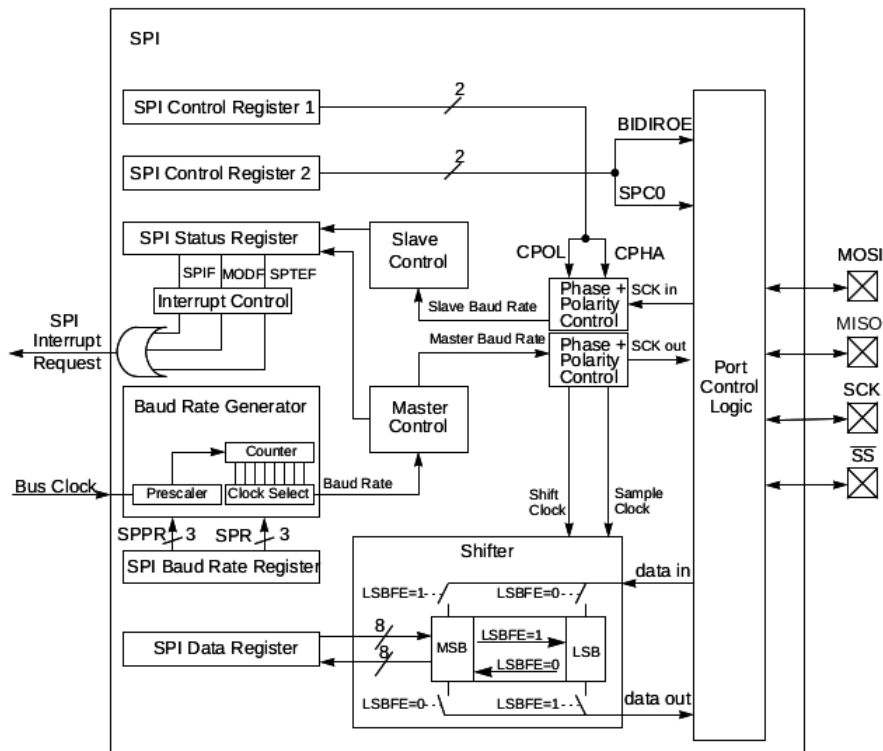 SPI
SPI Control Register 1
2
BIDIROE
SPI Control Register 2
2
SPC0
SPI Status Register
Slave
Control
CPOL
CPHA
MOSI
SPIF
MODF
SPTEF
Interrupt Control
Slave Baud Rate
Phase +
Polarity
Control
SCK in
SPI
Interrupt
Request
Master Baud Rate
Phase +
Polarity
Control
SCK out
MISO
Port
Control
Logic
Baud Rate Generator
Master
Control
SCK
Counter
SS
Bus Clock
Prescaler
Clock Select
Baud Rate
Shift
Clock
Sample
Clock
SPPR
3
SPR
3
SPI Baud Rate Register
Shifter
data in
LSBFE=1
LSBFE=0
SPI Data Register
8
8
MSB
LSBFE=1
LSBFE=0
LSB
LSBFE=0
LSBFE=1
data out